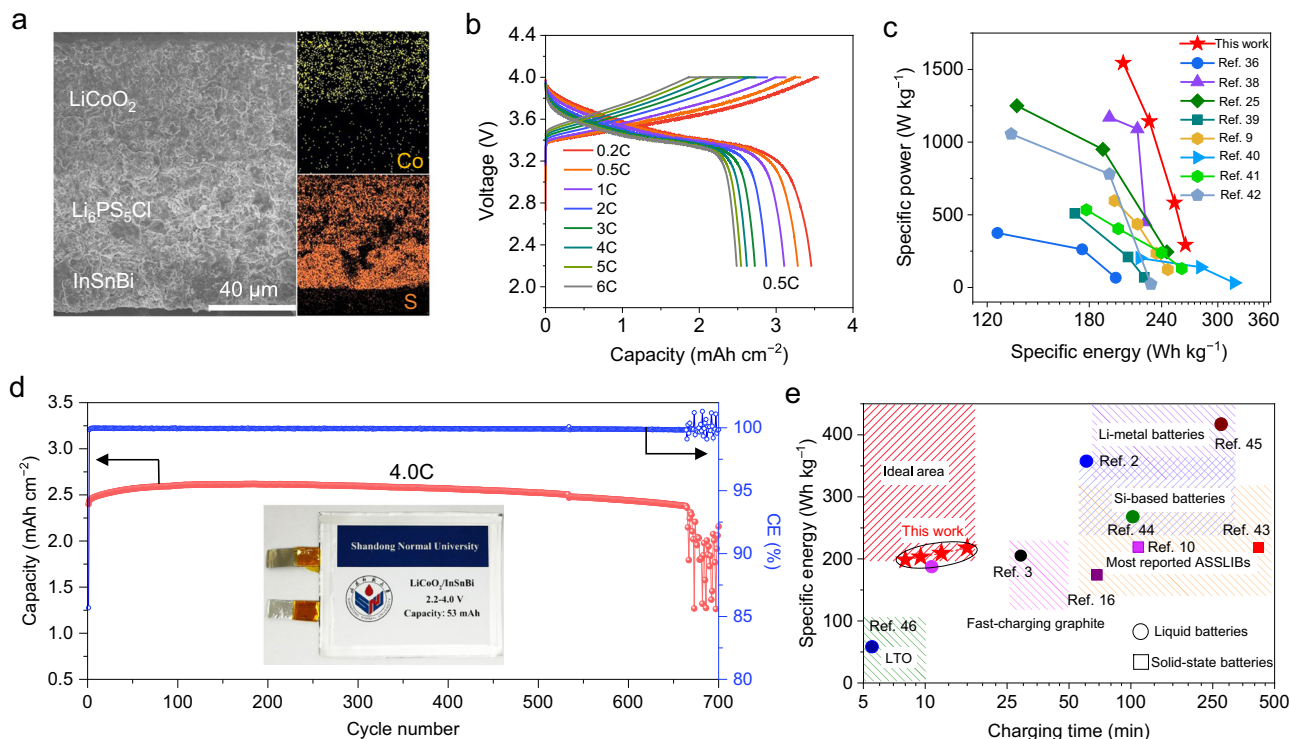 a
LiCoO₂
Li₆PS₅Cl
InSnBi
40 µm
Co
S
b
Voltage (V)
4.4
4.0
3.6
3.2
2.8
2.4
2.0
0.2C
0.5C
1C
2C
3C
4C
5C
6C
0.5C
0 1 2 3 4
Capacity (mAh cm⁻²)
c
Specific power (W kg⁻¹)
1500
1000
500
0
This work
Ref. 36
Ref. 38
Ref. 25
Ref. 39
Ref. 9
Ref. 40
Ref. 41
Ref. 42
120 180 240 300 360
Specific energy (Wh kg⁻¹)
d
Capacity (mAh cm⁻²)
3.5
3.0
2.5
2.0
1.5
1.0
0.5
4.0C
Shandong Normal University
LiCoO₂/InSnBi
2.2-4.0 V
Capacity: 53 mAh
100
95
90
85
80
CE (%)
0 100 200 300 400 500 600 700
Cycle number
e
Specific energy (Wh kg⁻¹)
400
300
200
100
0
Ideal area
This work
Li-metal batteries
Ref. 45
Ref. 2
Si-based batteries
Ref. 44
Ref. 43
Ref. 10
Most reported ASSLIBs
Ref. 3
Ref. 16
Fast-charging graphite
Ref. 46
LTO
Liquid batteries
Solid-state batteries
5 10 25 50 100 250 500
Charging time (min)